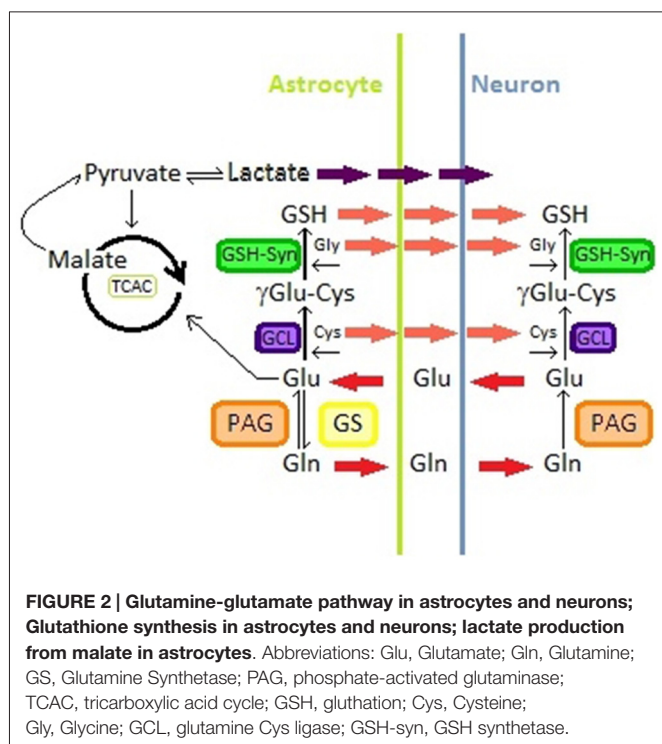 Astrocyte Neuron
Pyruvate Lactate
GSH GSH
Gly Gly
GSH-Syn GSH-Syn
Malate
TCAC
γGlu-Cys γGlu-Cys
Cys Cys
GCL GCL
Glu Glu Glu
PAG GS PAG
Gln Gln Gln
FIGURE 2 | Glutamine-glutamate pathway in astrocytes and neurons;
Glutathione synthesis in astrocytes and neurons; lactate production
from malate in astrocytes. Abbreviations: Glu, Glutamate; Gln, Glutamine;
GS, Glutamine Synthetase; PAG, phosphate-activated glutaminase;
TCAC, tricarboxylic acid cycle; GSH, gluthation; Cys, Cysteine;
Gly, Glycine; GCL, glutamine Cys ligase; GSH-syn, GSH synthetase.